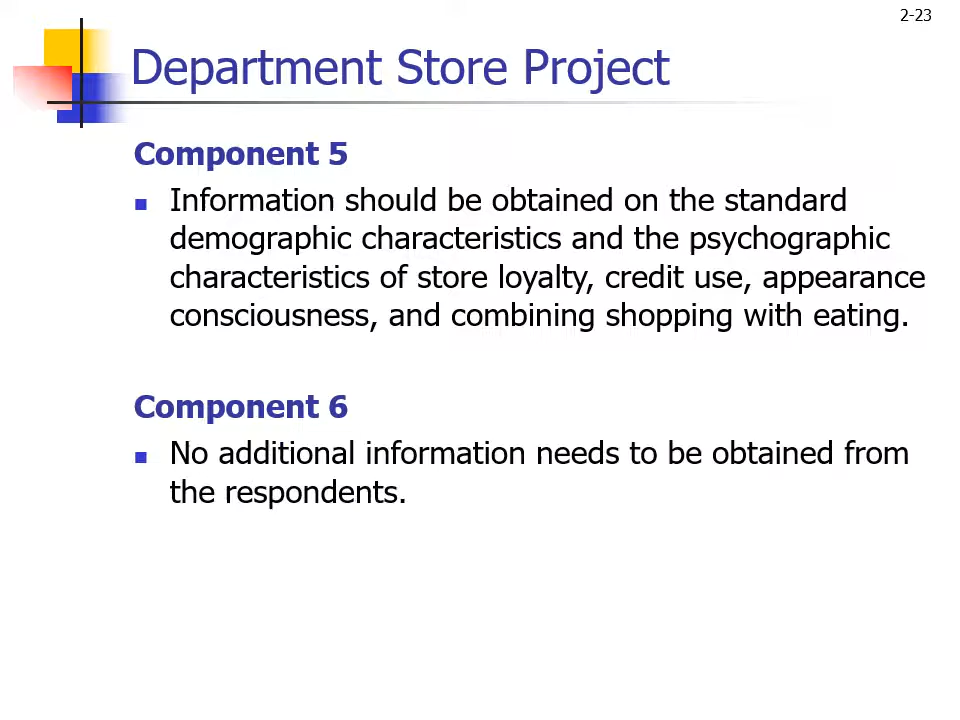 2-23
Department Store Project
Component 5
Information should be obtained on the standard
demographic characteristics and the psychographic
characteristics of store loyalty, credit use, appearance
consciousness, and combining shopping with eating.
Component 6
No additional information needs to be obtained from
the respondents.